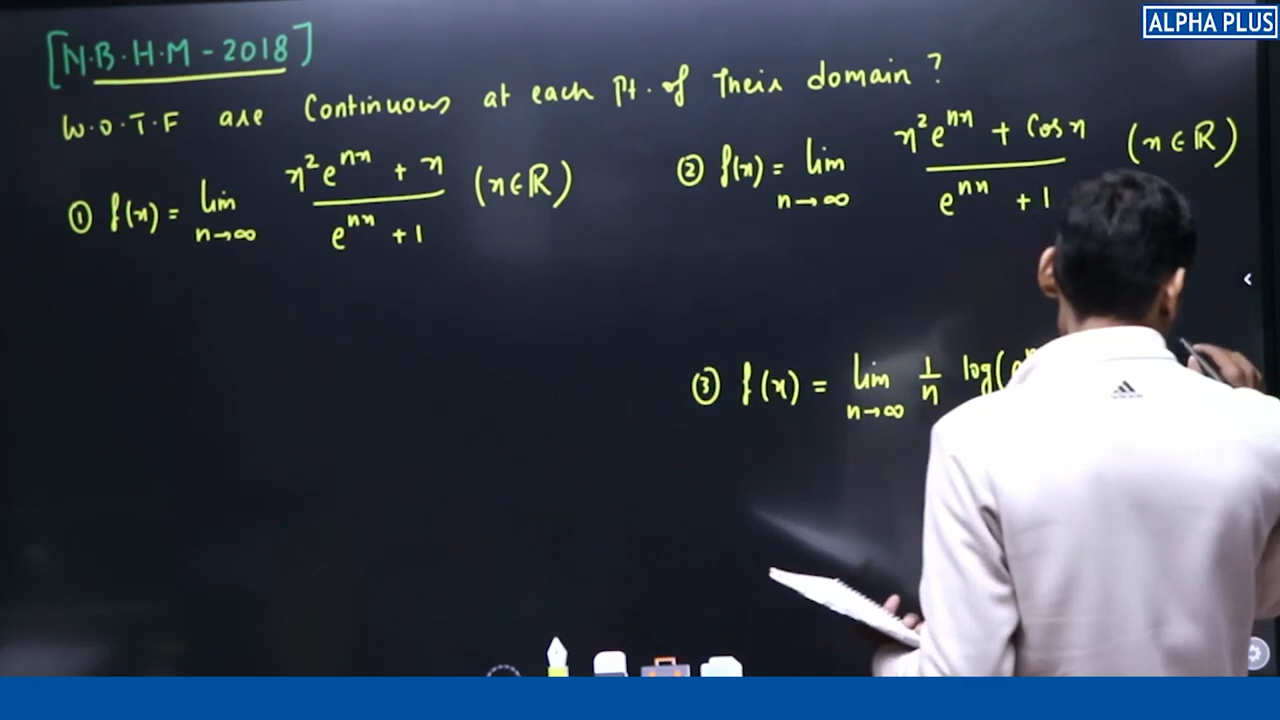 ALPHA PLUS
[N.B.H.M - 2018]
W.O.T.F are Continuous at each Pt. of Their domain ?
① f(x) = lim n→∞ x²e^{nx} + x / e^{nx} + 1 (x∈ℝ)
② f(x) = lim n→∞ x²e^{nx} + Cos x / e^{nx} + 1 (x∈ℝ)
③ f(x) = lim n→∞ 1/n log(e